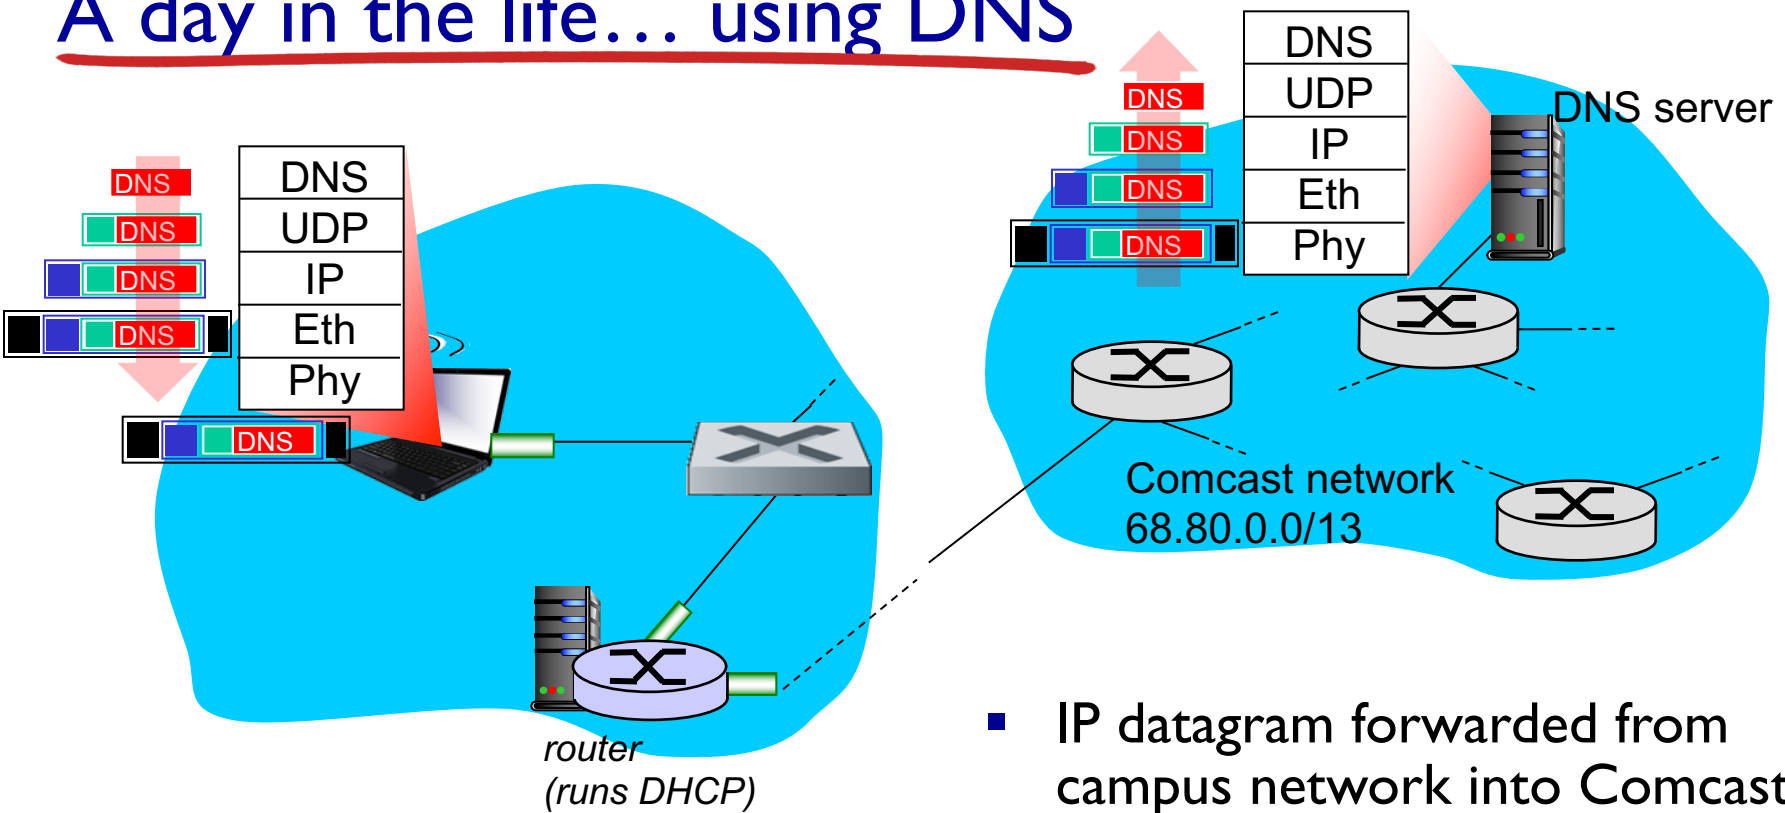 A day in the life… using DNS
DNS
DNS
DNS
DNS
DNS
DNS
UDP
IP
Eth
Phy
DNS
DNS
DNS
DNS
DNS
UDP
IP
Eth
Phy
DNS server
Comcast network
68.80.0.0/13
router
(runs DHCP)
▪ IP datagram forwarded from
campus network into Comcast